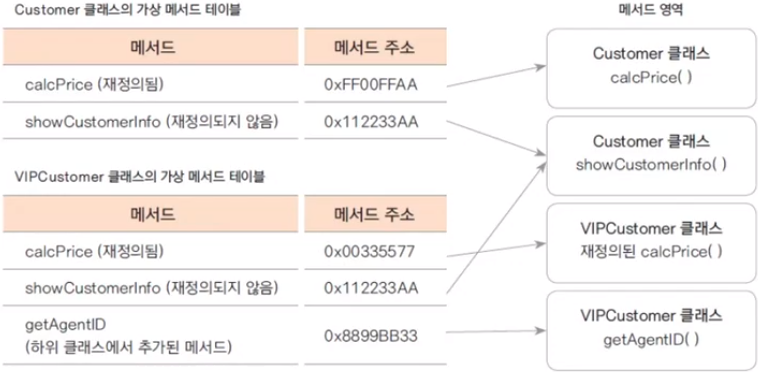 Customer 클래스의 가상 메서드 테이블
메서드 메서드 주소
calcPrice (재정의됨) 0xFF00FFAA
showCustomerInfo (재정의되지 않음) 0x112233AA
VIPCustomer 클래스의 가상 메서드 테이블
메서드 메서드 주소
calcPrice (재정의됨) 0x00335577
showCustomerInfo (재정의되지 않음) 0x112233AA
getAgentID
(하위 클래스에서 추가된 메서드) 0x8899BB33
메서드 영역
Customer 클래스
calcPrice( )
Customer 클래스
showCustomerInfo( )
VIPCustomer 클래스
재정의된 calcPrice( )
VIPCustomer 클래스
getAgentID( )